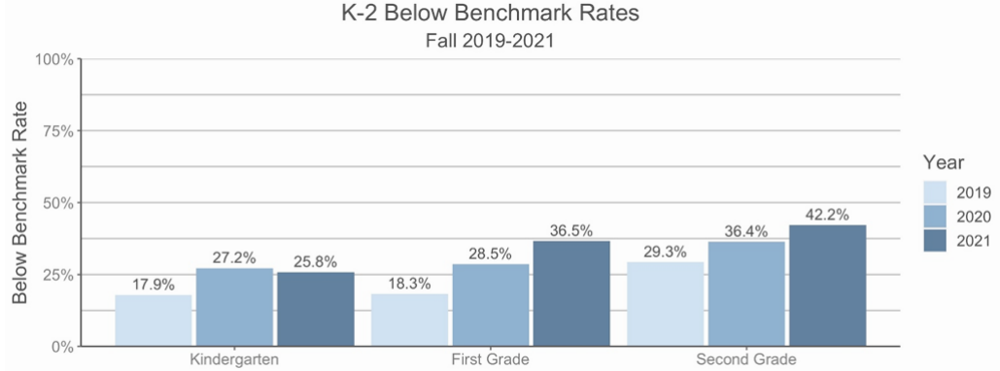 K-2 Below Benchmark Rates
Fall 2019-2021
Below Benchmark Rate
100%
75%
50%
25%
0%
17.9%
27.2%
25.8%
18.3%
28.5%
36.5%
29.3%
36.4%
42.2%
Kindergarten
First Grade
Second Grade
Year
2019
2020
2021